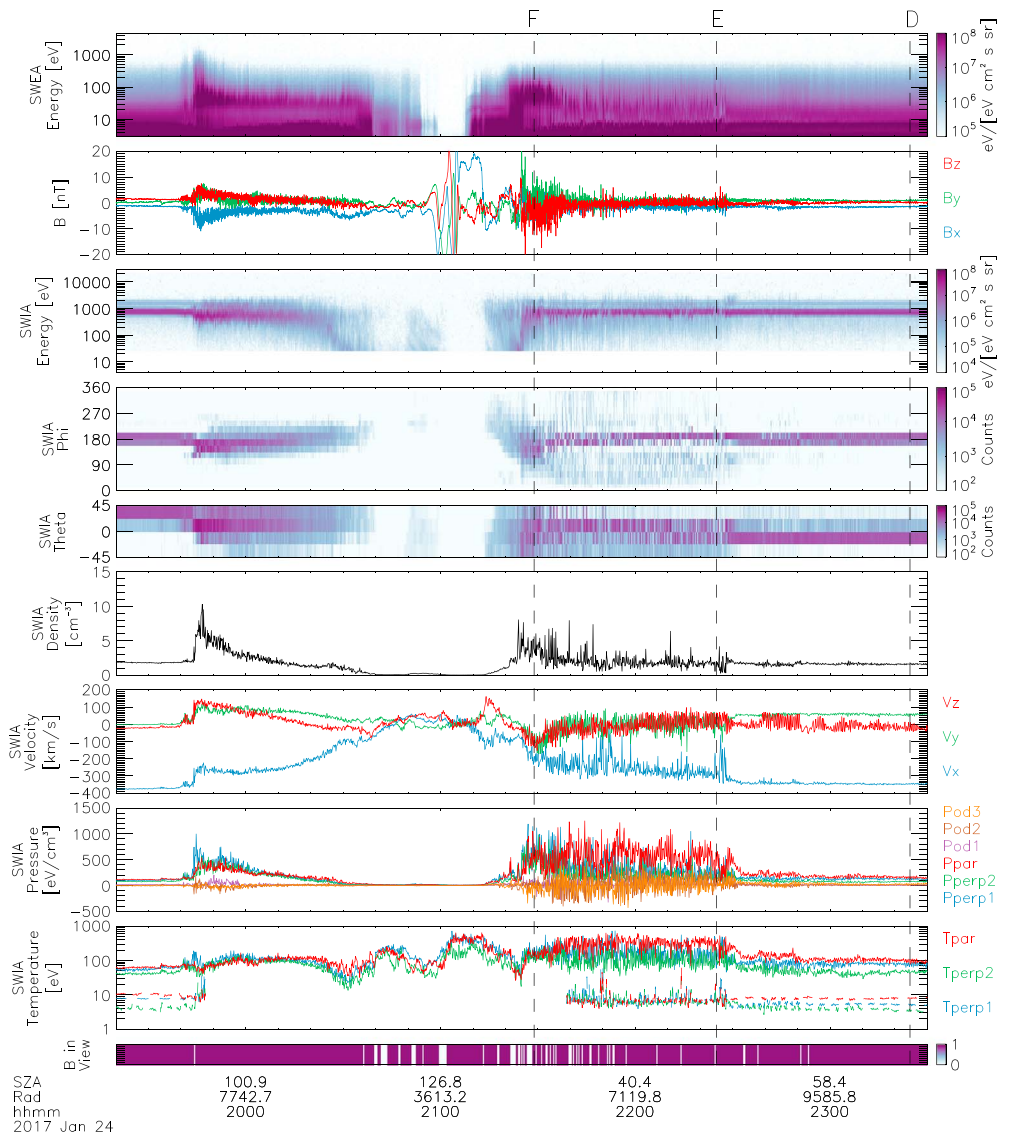 F E D
SWEA
Energy [eV]
1000
100
10
10^8
10^7
10^6
10^5
eV/[eV cm² s sr]
B [nT]
20
10
0
-10
-20
Bz
By
Bx
SWIA
Energy [eV]
10000
1000
100
10
10^8
10^7
10^6
10^5
10^4
eV/[eV cm² s sr]
SWIA
Phi
360
270
180
90
0
10^5
10^4
10^3
10^2
Counts
SWIA
Theta
45
0
-45
10^5
10^4
10^3
10^2
Counts
SWIA
Density
[cm⁻³]
15
10
5
0
SWIA
Velocity
[km/s]
200
100
0
-100
-200
-300
-400
Vz
Vy
Vx
SWIA
Pressure
[eV/cm³]
1500
1000
500
0
-500
Pod3
Pod2
Pod1
Ppar
Pperp2
Pperp1
SWIA
Temperature
[eV]
1000
100
10
1
Tpar
Tperp2
Tperp1
B in
View
1
0
SZA 100.9 126.8 40.4 58.4
Rad 7742.7 3613.2 7119.8 9585.8
hhmm 2000 2100 2200 2300
2017 Jan 24